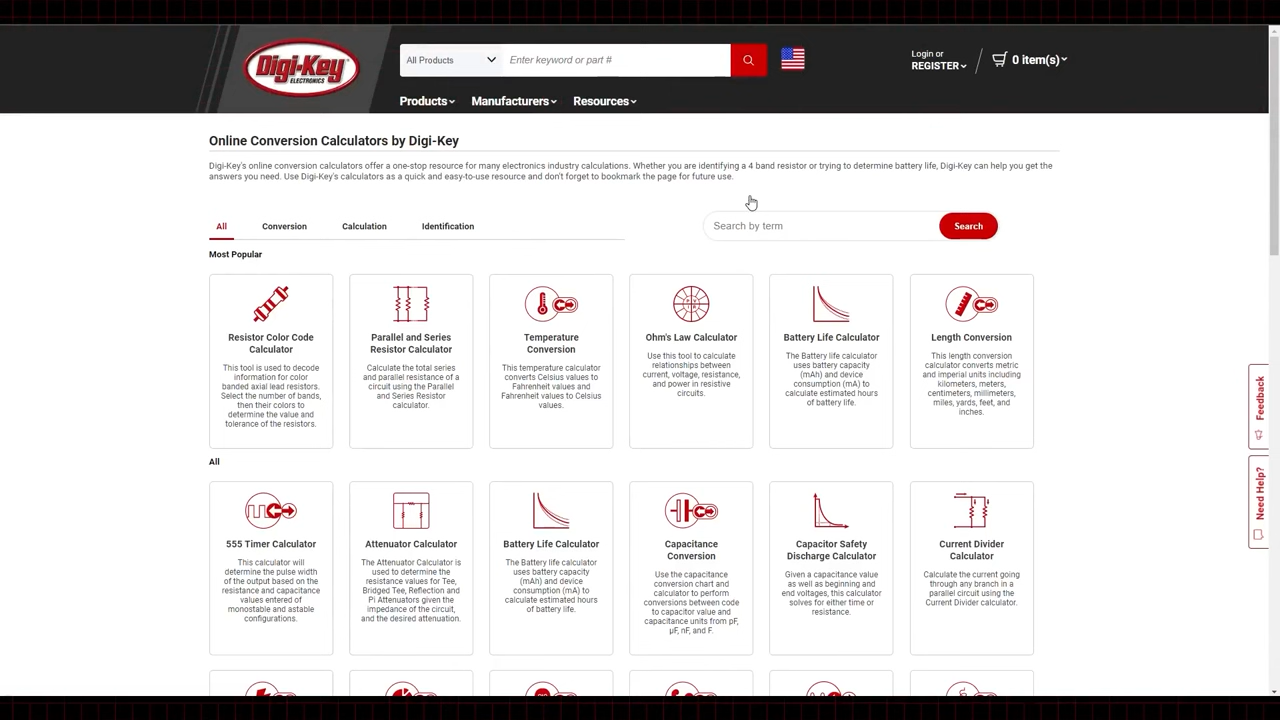 Digi-Key
ELECTRONICS
All Products
Enter keyword or part #
Login or
REGISTER
0 item(s)
Products
Manufacturers
Resources
Online Conversion Calculators by Digi-Key
Digi-Key's online conversion calculators offer a one-stop resource for many electronics industry calculations. Whether you are identifying a 4 band resistor or trying to determine battery life, Digi-Key can help you get the
answers you need. Use Digi-Key's calculators as a quick and easy-to-use resource and don't forget to bookmark the page for future use.
All
Conversion
Calculation
Identification
Search by term
Search
Most Popular
Resistor Color Code
Calculator
This tool is used to decode
information for color
banded axial lead resistors.
Select the number of bands,
then their colors to
determine the value and
tolerance of the resistors.
Parallel and Series
Resistor Calculator
Calculate the total series
and parallel resistance of a
circuit using the Parallel
and Series Resistor
calculator.
Temperature
Conversion
This temperature calculator
converts Celsius values to
Fahrenheit values and
Fahrenheit values to Celsius
values.
Ohm's Law Calculator
Use this tool to calculate
relationships between
current, voltage, resistance,
and power in resistive
circuits.
Battery Life Calculator
The Battery life calculator
uses battery capacity
(mAh) and device
consumption (mA) to
calculate estimated hours
of battery life.
Length Conversion
This length conversion
calculator converts metric
and imperial units including
kilometers, meters,
centimeters, millimeters,
miles, yards, feet, and
inches.
All
555 Timer Calculator
This calculator will
determine the pulse width
of the output based on the
resistance and capacitance
values entered of
monostable and astable
configurations.
Attenuator Calculator
The Attenuator Calculator is
used to determine the
resistance values for Tee,
Bridged Tee, Reflection and
Pi Attenuators given the
impedance of the circuit,
and the desired attenuation.
Battery Life Calculator
The Battery life calculator
uses battery capacity
(mAh) and device
consumption (mA) to
calculate estimated hours
of battery life.
Capacitance
Conversion
Use the capacitance
conversion chart and
calculator to perform
conversions between code
to capacitor value and
capacitance units from pF,
µF, nF, and F.
Capacitor Safety
Discharge Calculator
Given a capacitance value
as well as beginning and
end voltages, this calculator
solves for either time or
resistance.
Current Divider
Calculator
Calculate the current going
through any branch in a
parallel circuit using the
Current Divider calculator.
Feedback
Need Help?